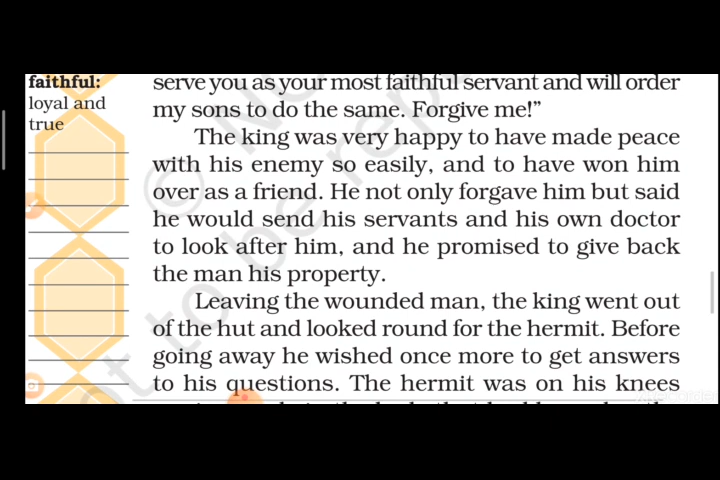 faithful:
loyal and
true
serve you as your most faithful servant and will order
my sons to do the same. Forgive me!”
The king was very happy to have made peace
with his enemy so easily, and to have won him
over as a friend. He not only forgave him but said
he would send his servants and his own doctor
to look after him, and he promised to give back
the man his property.
Leaving the wounded man, the king went out
of the hut and looked round for the hermit. Before
going away he wished once more to get answers
to his questions. The hermit was on his knees